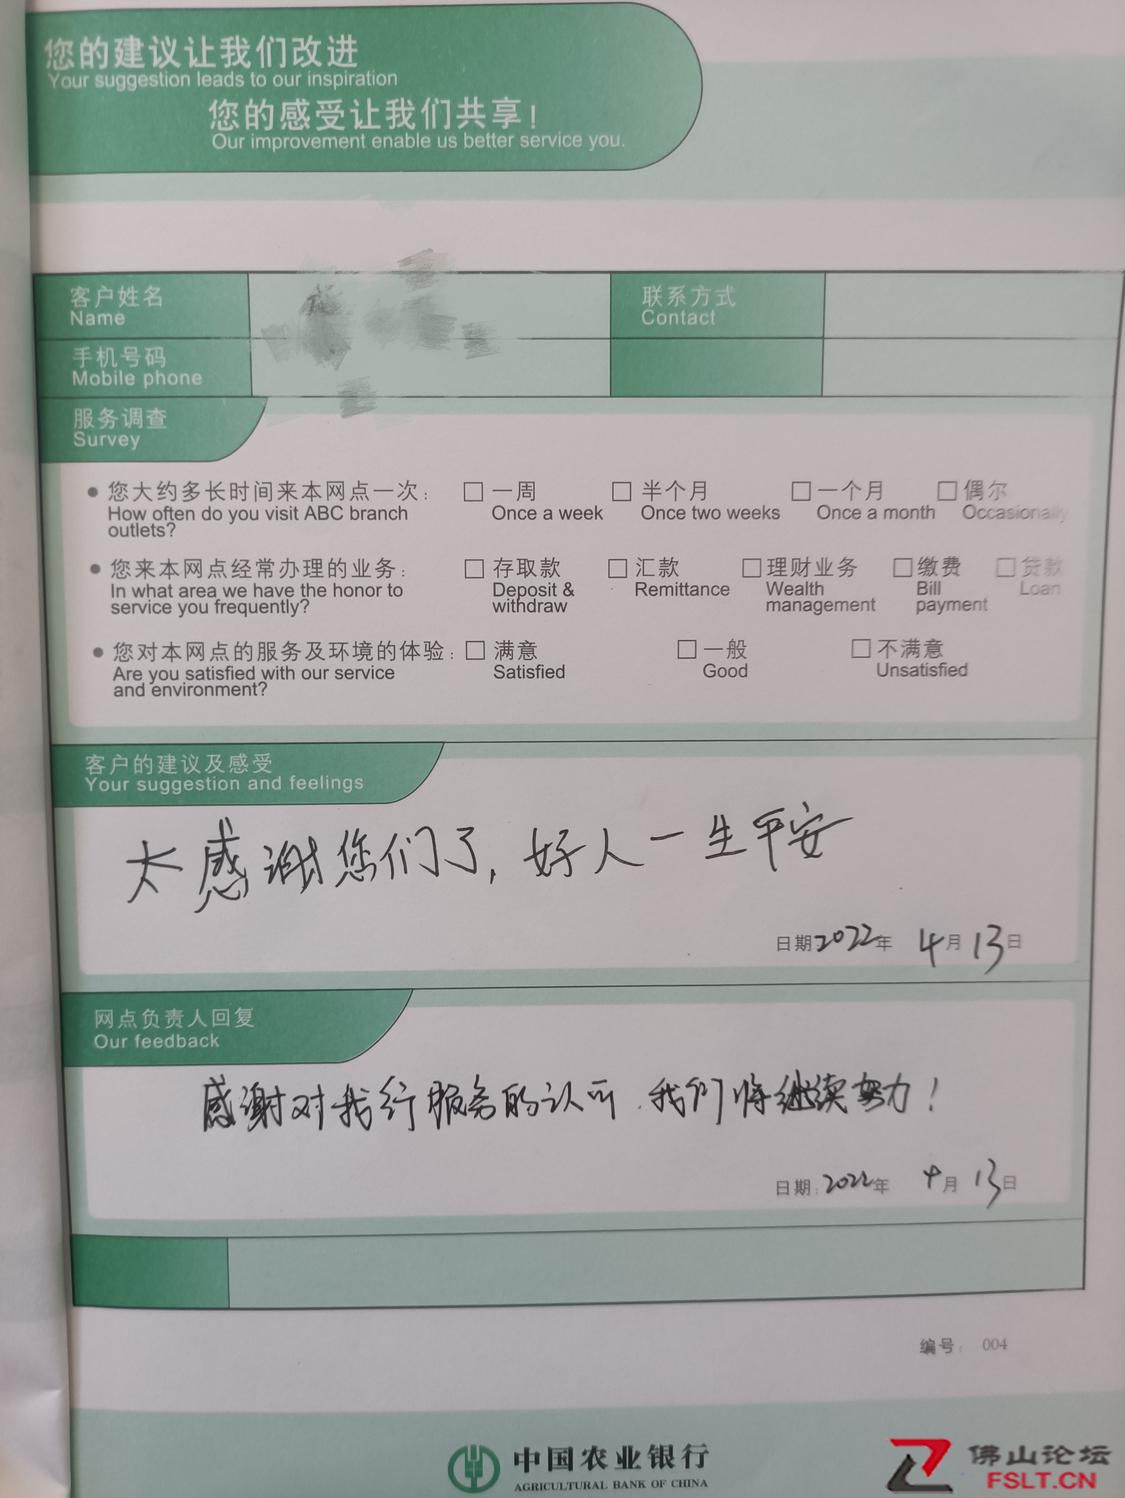 您的建议让我们改进
Your suggestion leads to our inspiration
您的感受让我们共享！
Our improvement enable us better service you.
客户姓名
Name
联系方式
Contact
手机号码
Mobile phone
服务调查
Survey
● 您大约多长时间来本网点一次： □ 一周 □ 半个月 □ 一个月 □ 偶尔
How often do you visit ABC branch Once a week Once two weeks Once a month Occasionally
outlets?
● 您来本网点经常办理的业务： □ 存取款 □ 汇款 □ 理财业务 □ 缴费 □ 贷款
In what area we have the honor to Deposit & Remittance Wealth Bill Loan
service you frequently? withdraw management payment
● 您对本网点的服务及环境的体验： □ 满意 □ 一般 □ 不满意
Are you satisfied with our service Satisfied Good Unsatisfied
and environment?
客户的建议及感受
Your suggestion and feelings
太感谢您们了，好人一生平安
日期：2022年 4月 13日
网点负责人回复
Our feedback
感谢对我行服务的认可，我们将继续努力！
日期：2022年 4月 13日
编号： 004
中国农业银行
AGRICULTURAL BANK OF CHINA
佛山论坛
FSLT.CN